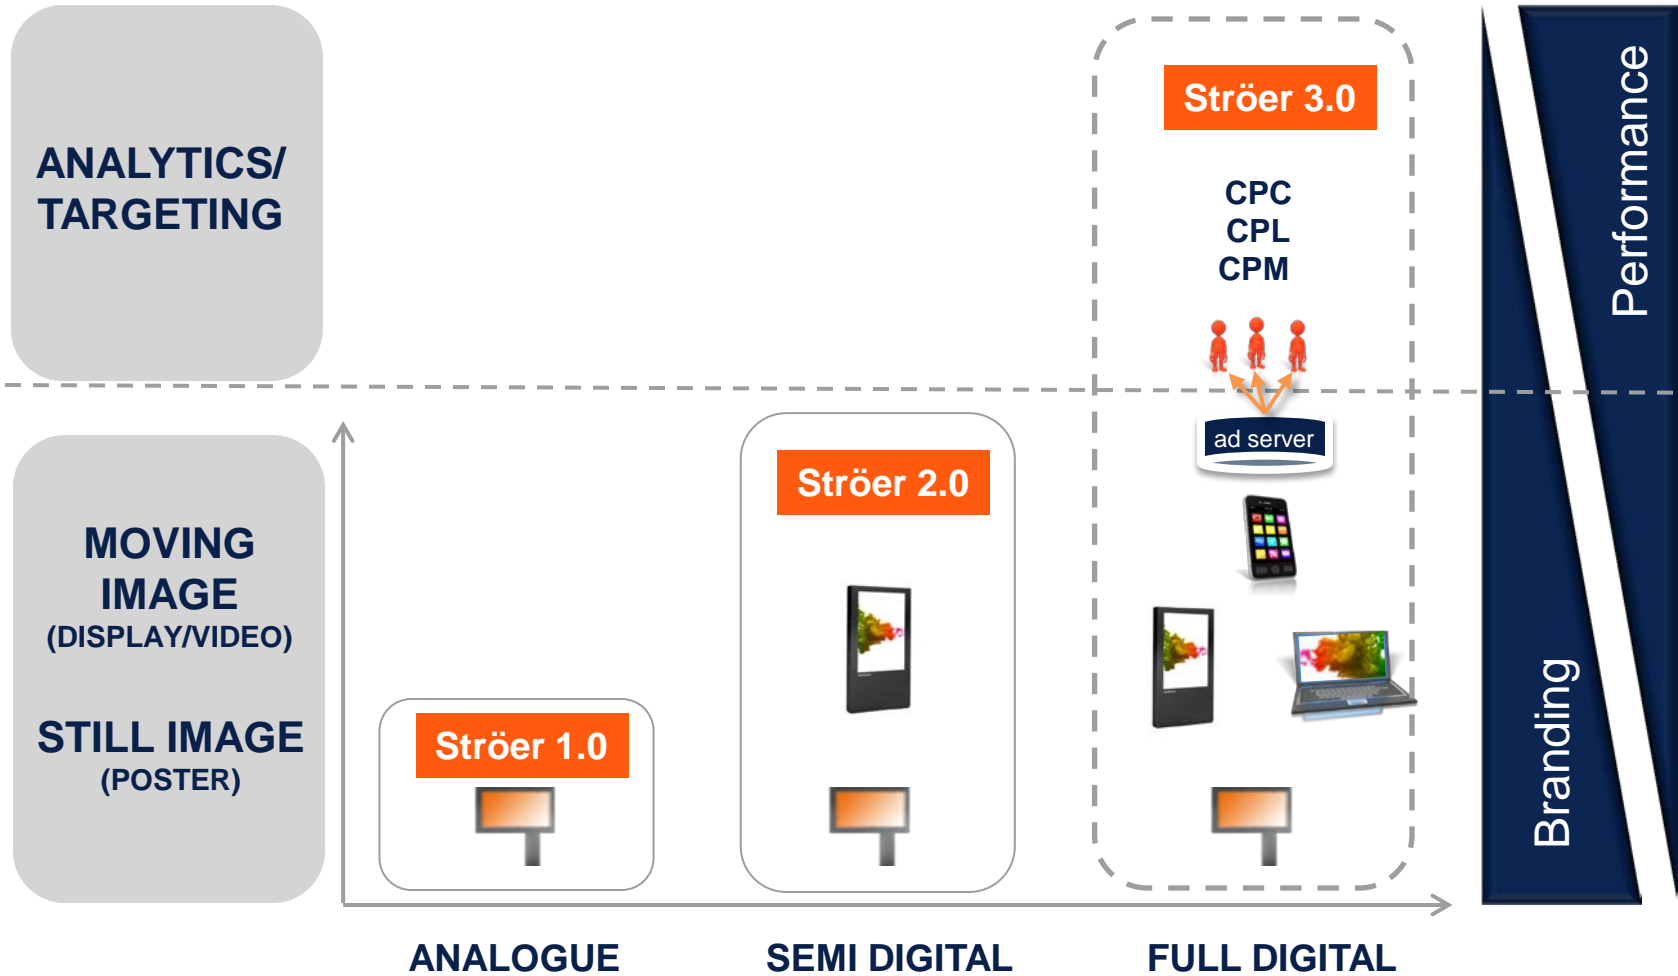 ANALYTICS/
TARGETING
MOVING
IMAGE
(DISPLAY/VIDEO)
STILL IMAGE
(POSTER)
Ströer 1.0
Ströer 2.0
Ströer 3.0
CPC
CPL
CPM
ad server
ANALOGUE
SEMI DIGITAL
FULL DIGITAL
Branding
Performance